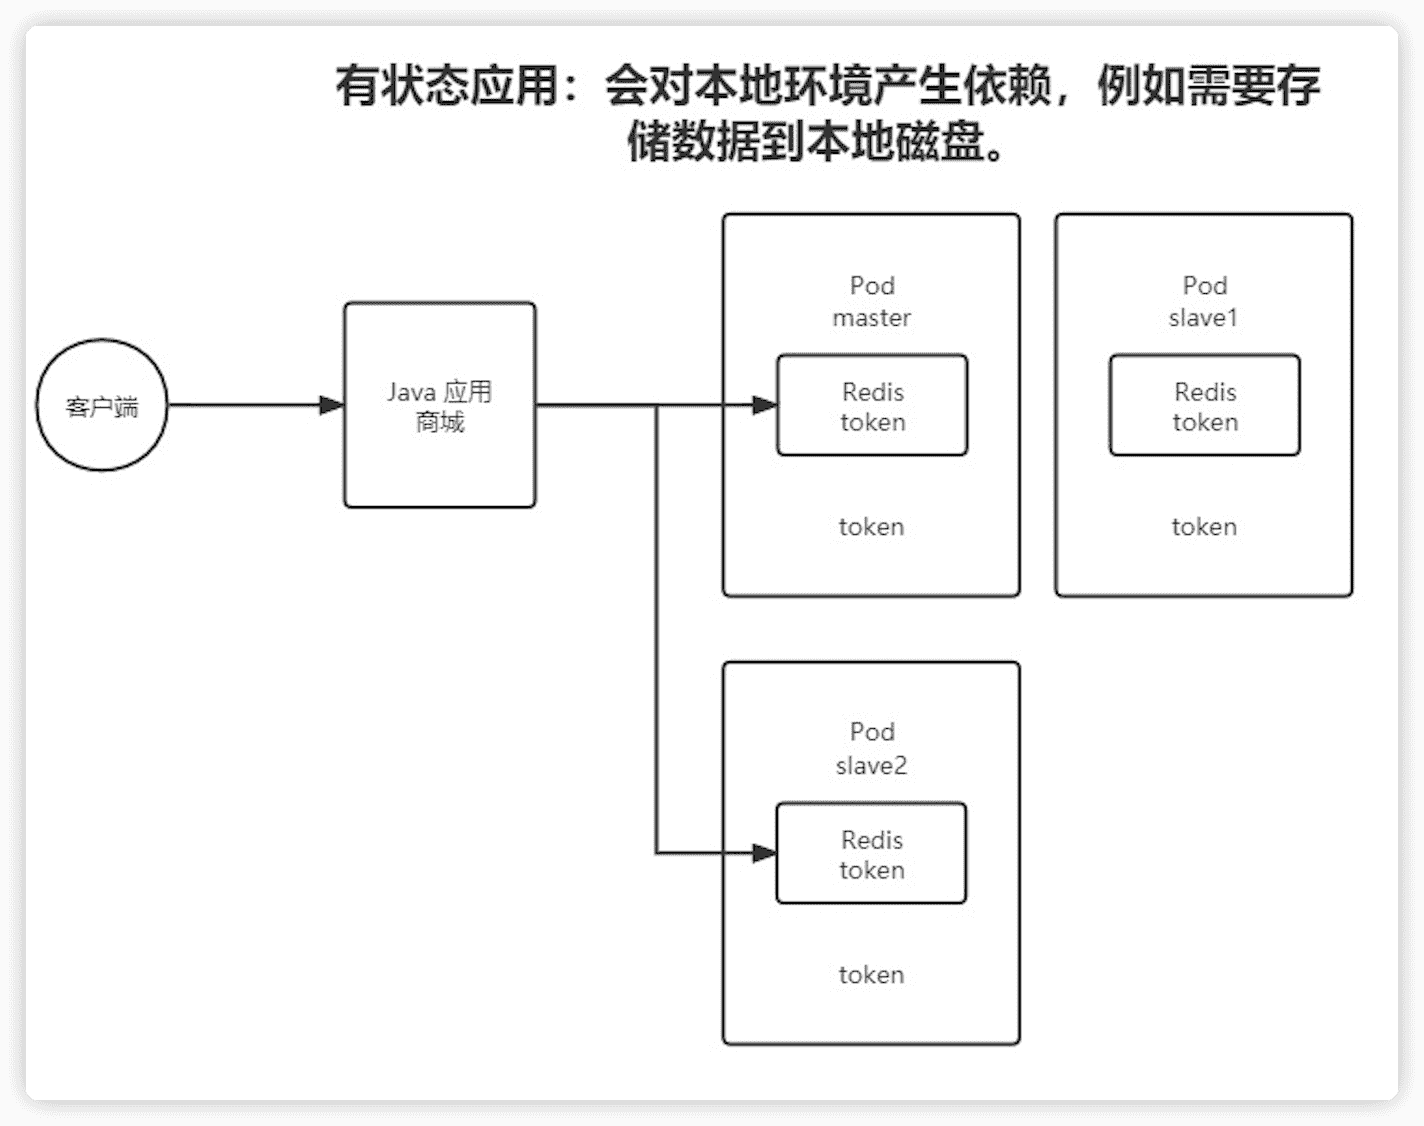 有状态应用：会对本地环境产生依赖，例如需要存
储数据到本地磁盘。
客户端
Java 应用
商城
Pod
master
Redis
token
token
Pod
slave1
Redis
token
token
Pod
slave2
Redis
token
token